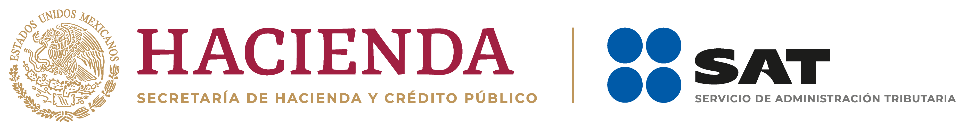 ESTADOS UNIDOS MEXICANOS
HACIENDA
SECRETARÍA DE HACIENDA Y CRÉDITO PÚBLICO
SAT
SERVICIO DE ADMINISTRACIÓN TRIBUTARIA